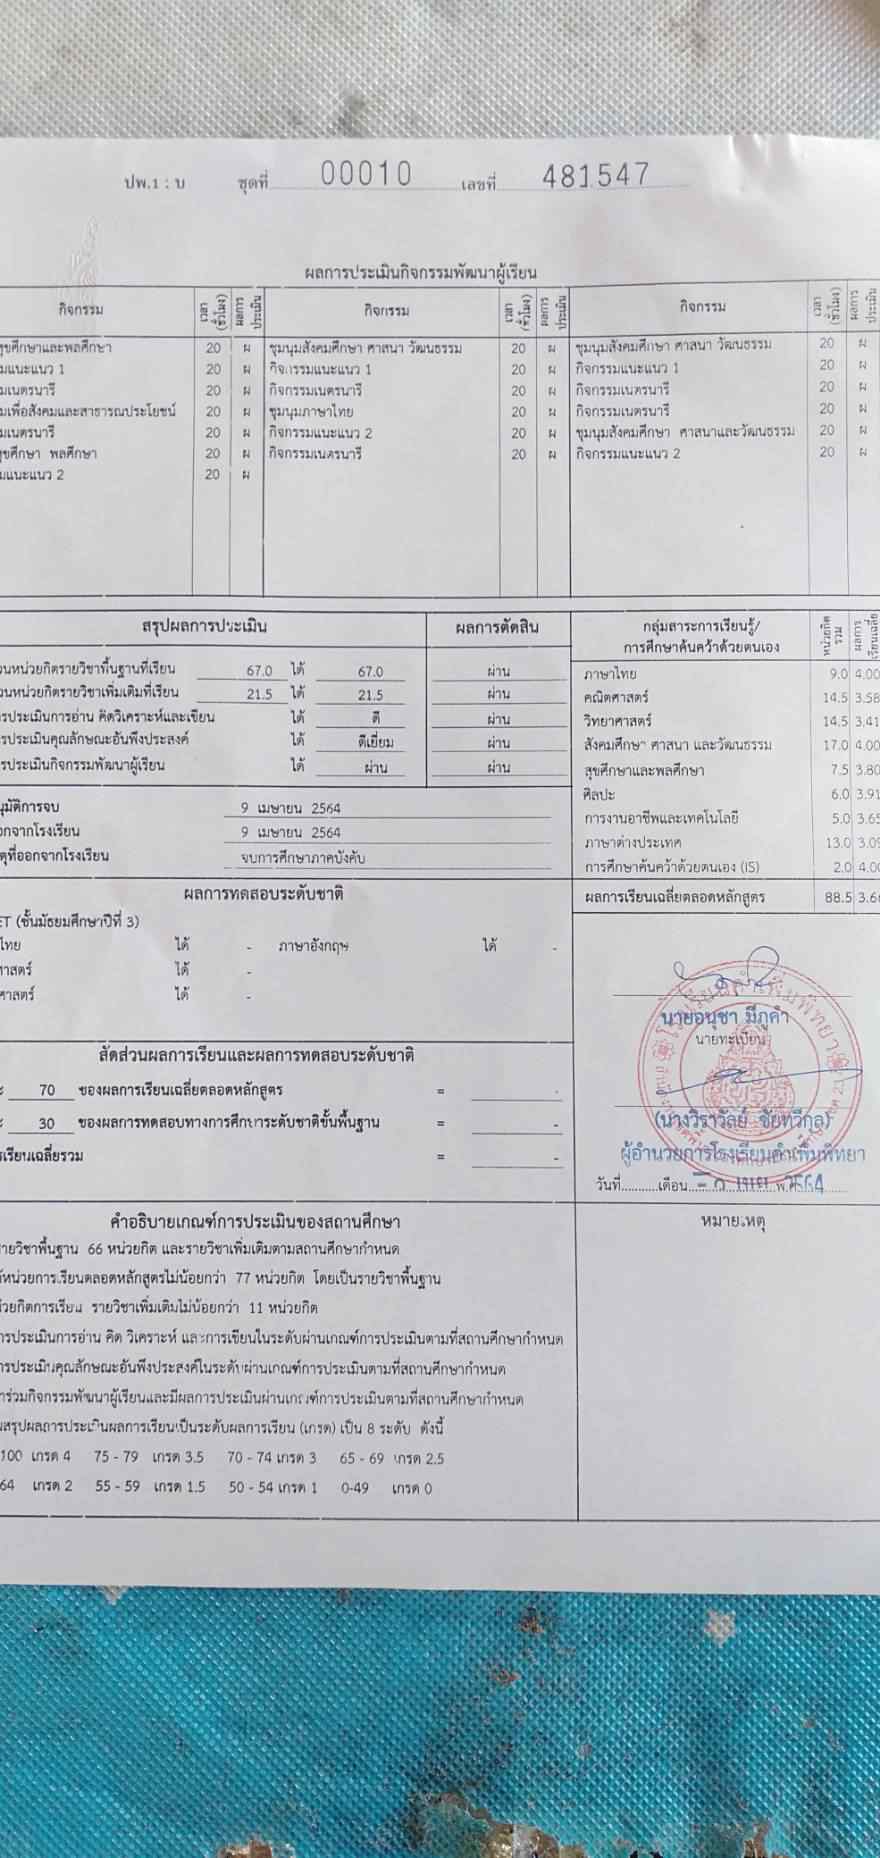 ปพ.1 : บ ชุดที่ 00010 เลขที่ 481547
ผลการประเมินกิจกรรมพัฒนาผู้เรียน
กิจกรรม เวลา (ชั่วโมง) ผลการประเมิน กิจกรรม เวลา (ชั่วโมง) ผลการประเมิน กิจกรรม เวลา (ชั่วโมง) ผลการประเมิน
สุขศึกษาและพลศึกษา 20 ผ ชุมนุมสังคมศึกษา ศาสนา วัฒนธรรม 20 ผ ชุมนุมสังคมศึกษา ศาสนา วัฒนธรรม 20 ผ
มแนะแนว 1 20 ผ กิจกรรมแนะแนว 1 20 ผ กิจกรรมแนะแนว 1 20 ผ
มเนตรนารี 20 ผ กิจกรรมเนตรนารี 20 ผ กิจกรรมเนตรนารี 20 ผ
มเพื่อสังคมและสาธารณประโยชน์ 20 ผ ชุมนุมภาษาไทย 20 ผ กิจกรรมเนตรนารี 20 ผ
มเนตรนารี 20 ผ กิจกรรมแนะแนว 2 20 ผ ชุมนุมสังคมศึกษา ศาสนาและวัฒนธรรม 20 ผ
สุขศึกษา พลศึกษา 20 ผ กิจกรรมเนตรนารี 20 ผ กิจกรรมแนะแนว 2 20 ผ
มแนะแนว 2 20 ผ
สรุปผลการประเมิน ผลการตัดสิน
วนหน่วยกิตรายวิชาพื้นฐานที่เรียน 67.0 ได้ 67.0 ผ่าน
วนหน่วยกิตรายวิชาเพิ่มเติมที่เรียน 21.5 ได้ 21.5 ผ่าน
รประเมินการอ่าน คิดวิเคราะห์และเขียน ได้ ดี ผ่าน
รประเมินคุณลักษณะอันพึงประสงค์ ได้ ดีเยี่ยม ผ่าน
รประเมินกิจกรรมพัฒนาผู้เรียน ได้ ผ่าน ผ่าน
นุมัติการจบ 9 เมษายน 2564
อกจากโรงเรียน 9 เมษายน 2564
ตุที่ออกจากโรงเรียน จบการศึกษาภาคบังคับ
กลุ่มสาระการเรียนรู้/
การศึกษาค้นคว้าด้วยตนเอง หน่วยกิตรวม ผลการเรียนเฉลี่ย
ภาษาไทย 9.0 4.00
คณิตศาสตร์ 14.5 3.58
วิทยาศาสตร์ 14.5 3.41
สังคมศึกษา ศาสนา และวัฒนธรรม 17.0 4.00
สุขศึกษาและพลศึกษา 7.5 3.80
ศิลปะ 6.0 3.91
การงานอาชีพและเทคโนโลยี 5.0 3.65
ภาษาต่างประเทศ 13.0 3.09
การศึกษาค้นคว้าด้วยตนเอง (IS) 2.0 4.00
ผลการเรียนเฉลี่ยตลอดหลักสูตร 88.5 3.6
ผลการทดสอบระดับชาติ
ET (ชั้นมัธยมศึกษาปีที่ 3)
ไทย ได้ - ภาษาอังกฤษ ได้ -
าสตร์ ได้ -
ศาสตร์ ได้ -
สัดส่วนผลการเรียนและผลการทดสอบระดับชาติ
ะ 70 ของผลการเรียนเฉลี่ยตลอดหลักสูตร = -
ะ 30 ของผลการทดสอบทางการศึกษาระดับชาติขั้นพื้นฐาน = -
รเรียนเฉลี่ยรวม = -
นายอนุชา มีภูคำ
นายทะเบียน
(นางวิราวัลย์ ชัยทวีกุล)
ผู้อำนวยการโรงเรียนคำเพิ่มพิทยา
วันที่...........เดือน - 9 เม.ย. พ.ศ. 2564
คำอธิบายเกณฑ์การประเมินของสถานศึกษา
รายวิชาพื้นฐาน 66 หน่วยกิต และรายวิชาเพิ่มเติมตามสถานศึกษากำหนด
้หน่วยการเรียนตลอดหลักสูตรไม่น้อยกว่า 77 หน่วยกิต โดยเป็นรายวิชาพื้นฐาน
่วยกิตการเรียน รายวิชาเพิ่มเติมไม่น้อยกว่า 11 หน่วยกิต
ารประเมินการอ่าน คิด วิเคราะห์ และการเขียนในระดับผ่านเกณฑ์การประเมินตามที่สถานศึกษากำหนด
ารประเมินคุณลักษณะอันพึงประสงค์ในระดับผ่านเกณฑ์การประเมินตามที่สถานศึกษากำหนด
าร่วมกิจกรรมพัฒนาผู้เรียนและมีผลการประเมินผ่านเกณฑ์การประเมินตามที่สถานศึกษากำหนด
นสรุปผลการประเมินผลการเรียนเป็นระดับผลการเรียน (เกรด) เป็น 8 ระดับ ดังนี้
100 เกรด 4 75 - 79 เกรด 3.5 70 - 74 เกรด 3 65 - 69 เกรด 2.5
64 เกรด 2 55 - 59 เกรด 1.5 50 - 54 เกรด 1 0-49 เกรด 0
หมายเหตุ